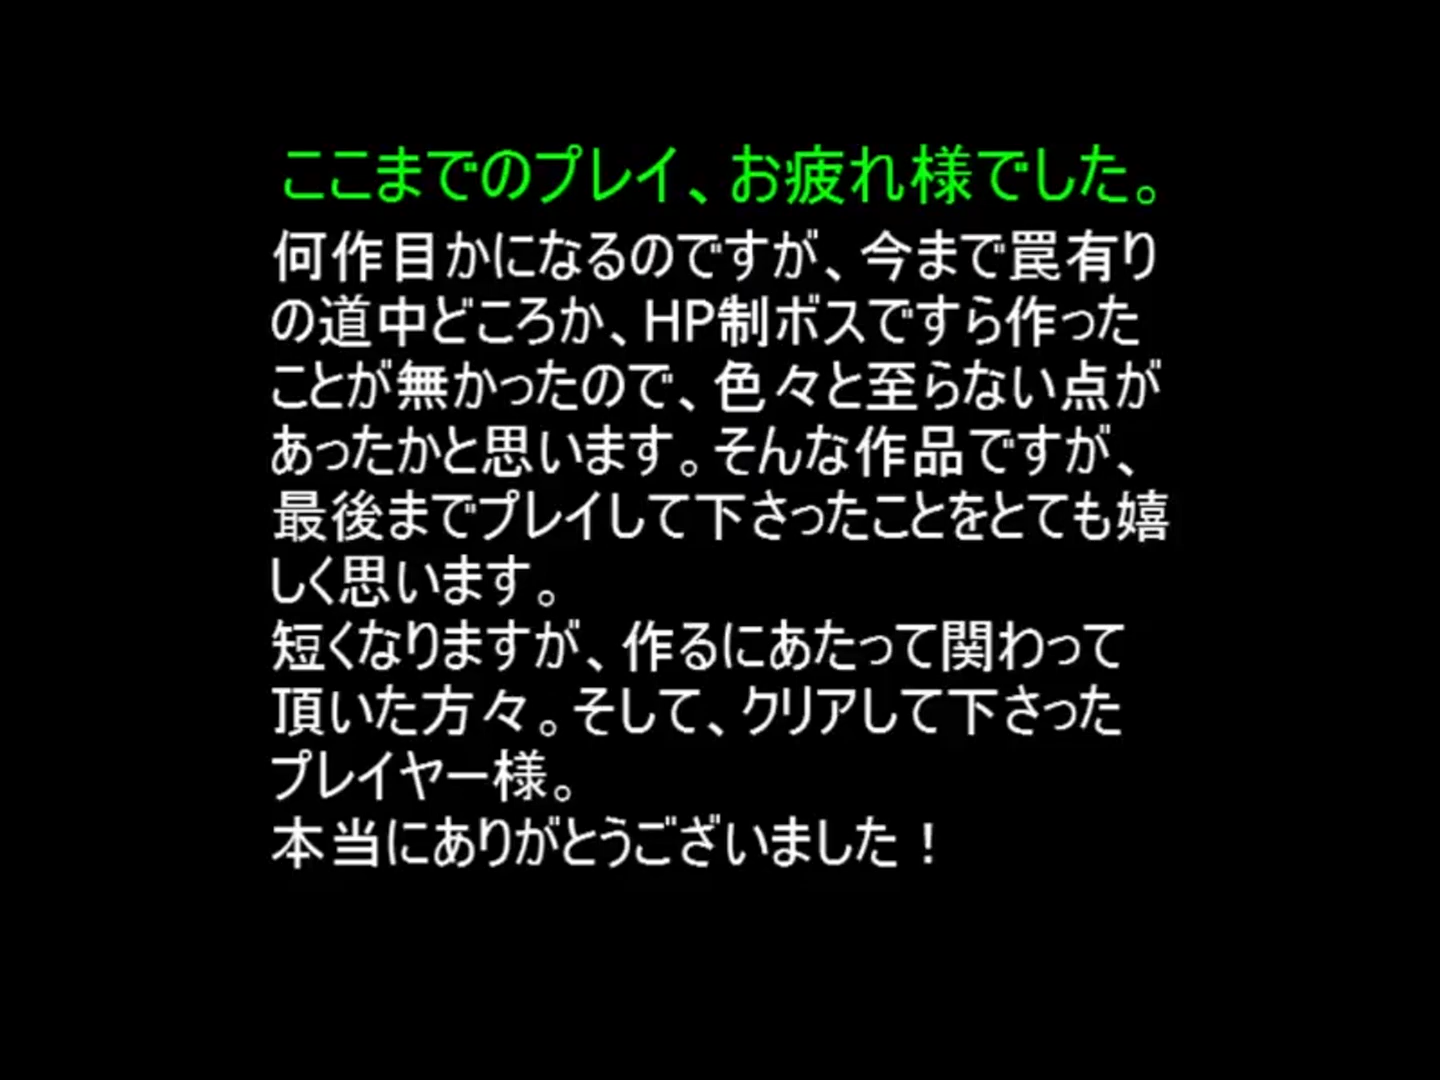 ここまでのプレイ、お疲れ様でした。
何作目かになるのですが、今まで罠有り
の道中どころか、HP制ボスですら作った
ことが無かったので、色々と至らない点が
あったかと思います。そんな作品ですが、
最後までプレイして下さったことをとても嬉
しく思います。
短くなりますが、作るにあたって関わって
頂いた方々。そして、クリアして下さった
プレイヤー様。
本当にありがとうございました！